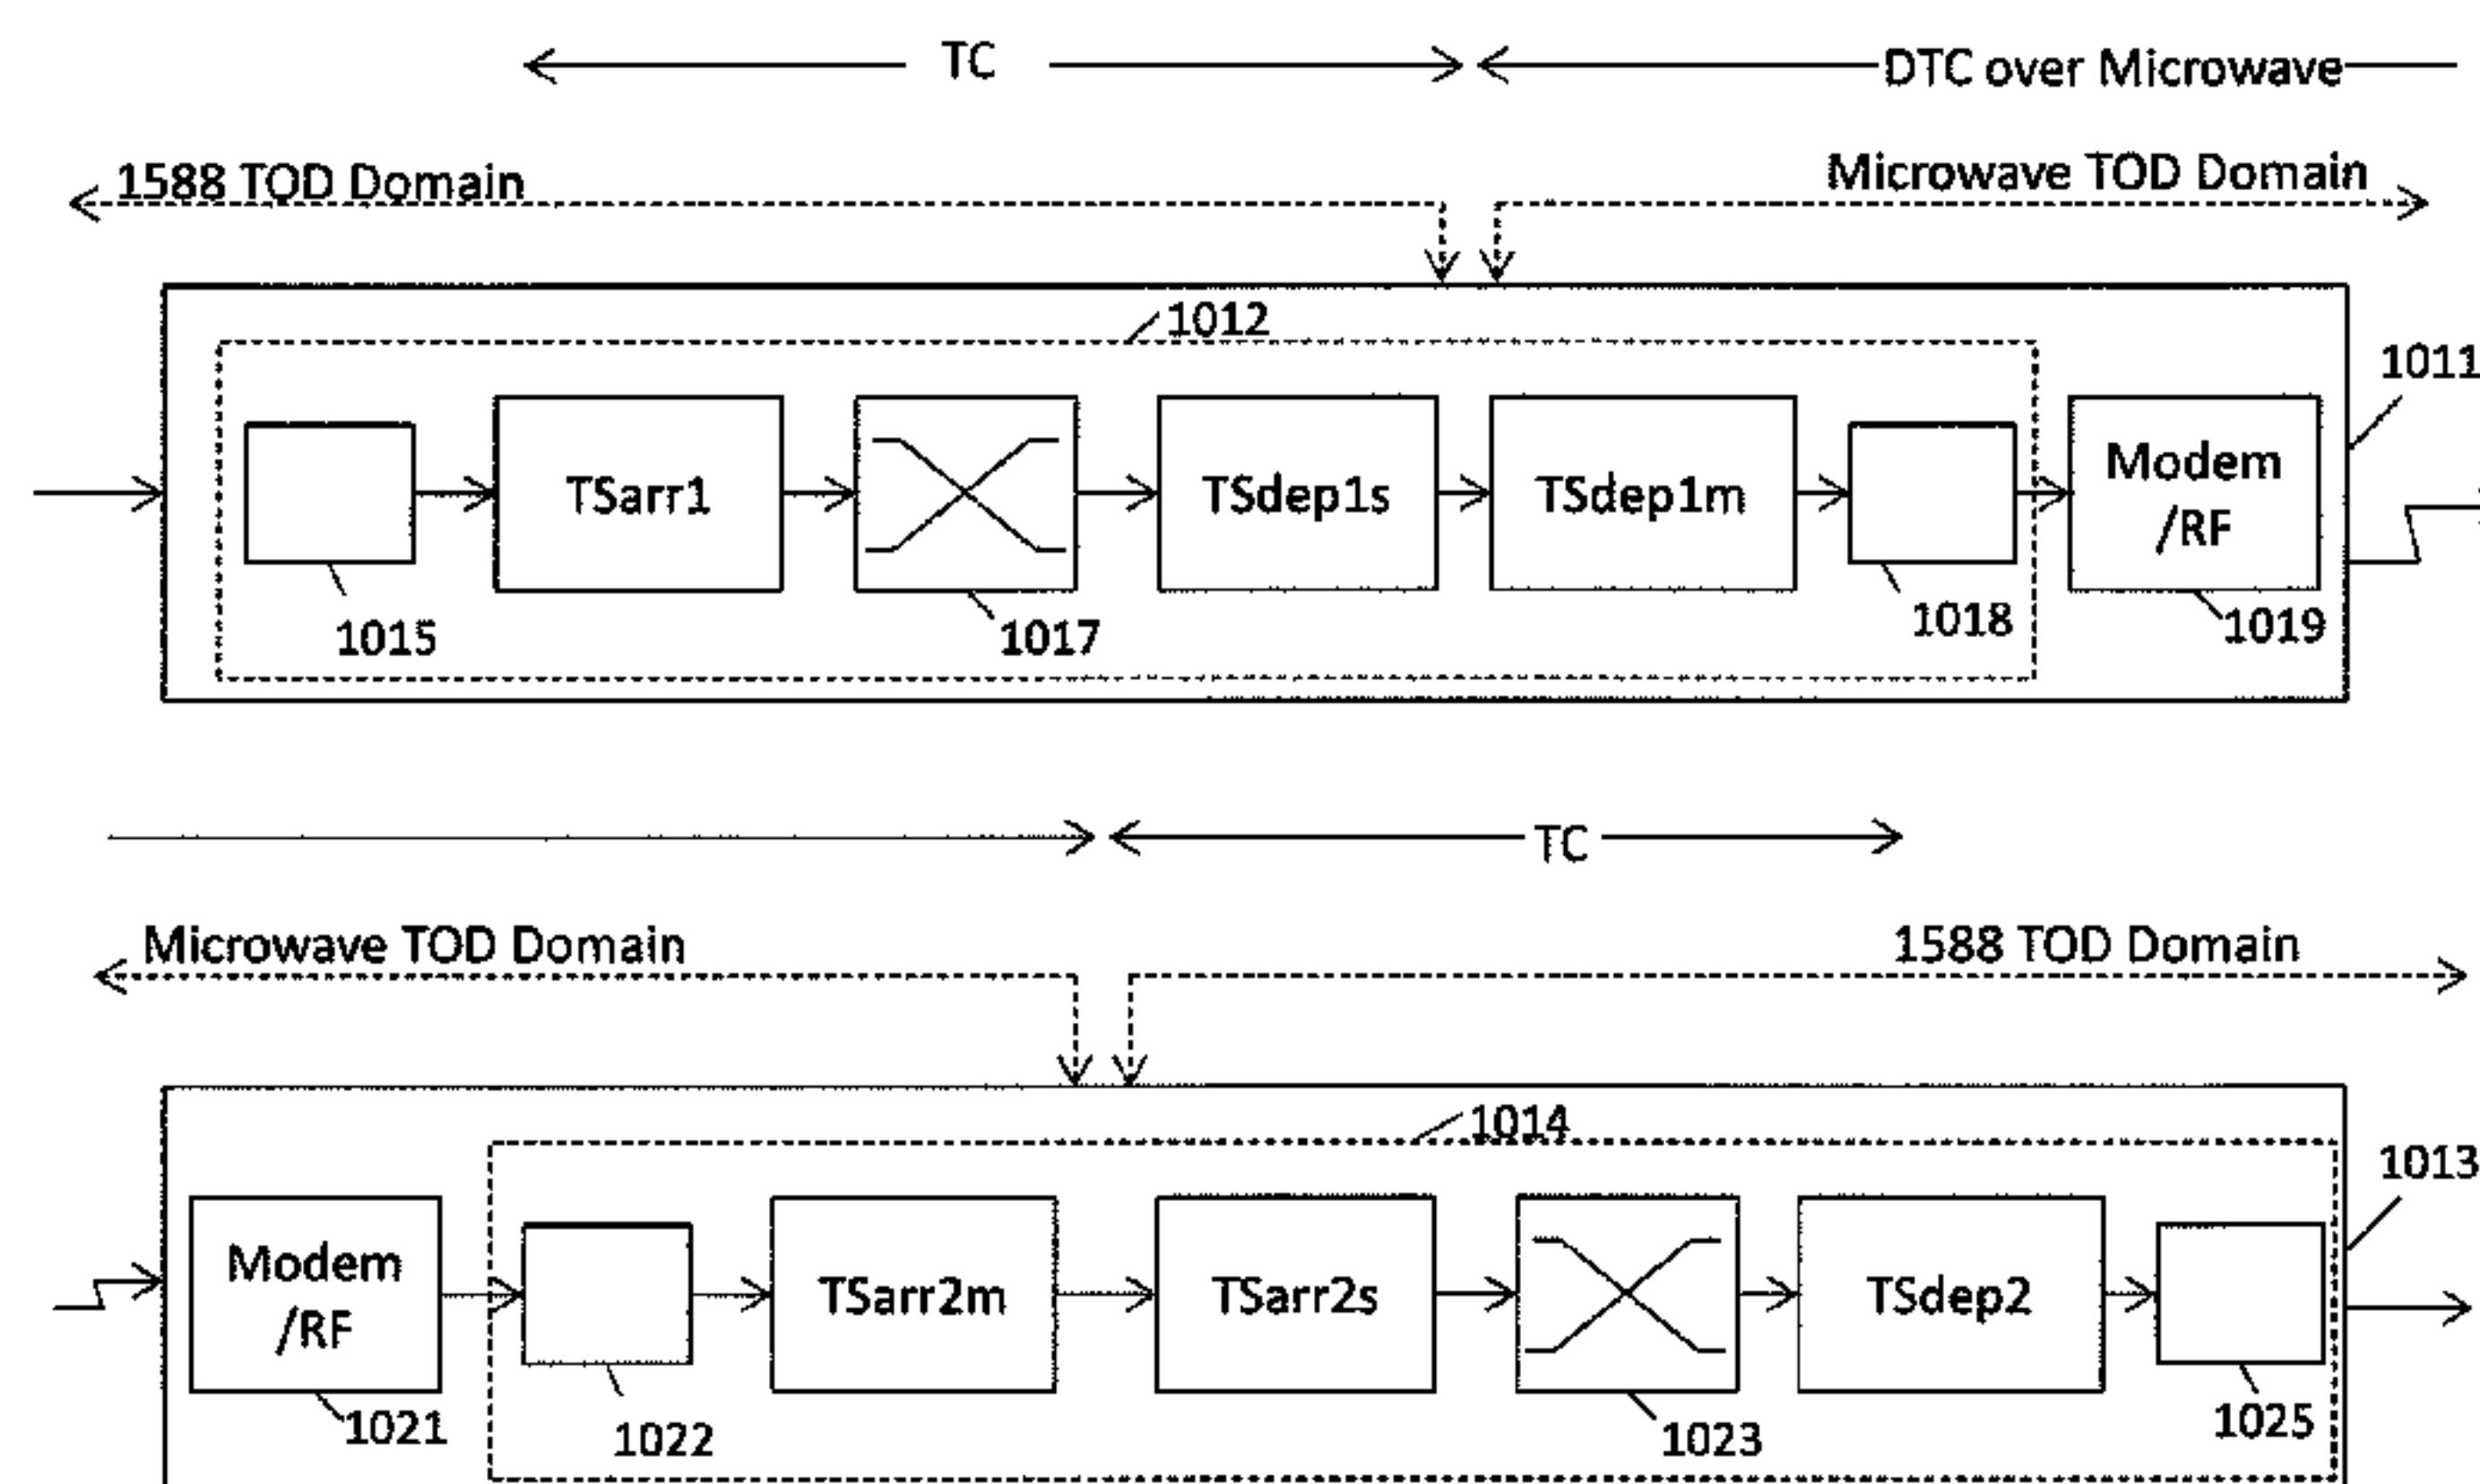 TC
DTC over Microwave
1588 TOD Domain
Microwave TOD Domain
1012
1011
TSarr1
TSdep1s
TSdep1m
Modem
/RF
1015
1017
1018
1019
TC
Microwave TOD Domain
1588 TOD Domain
1014
1013
Modem
/RF
TSarr2m
TSarr2s
TSdep2
1021
1022
1023
1025